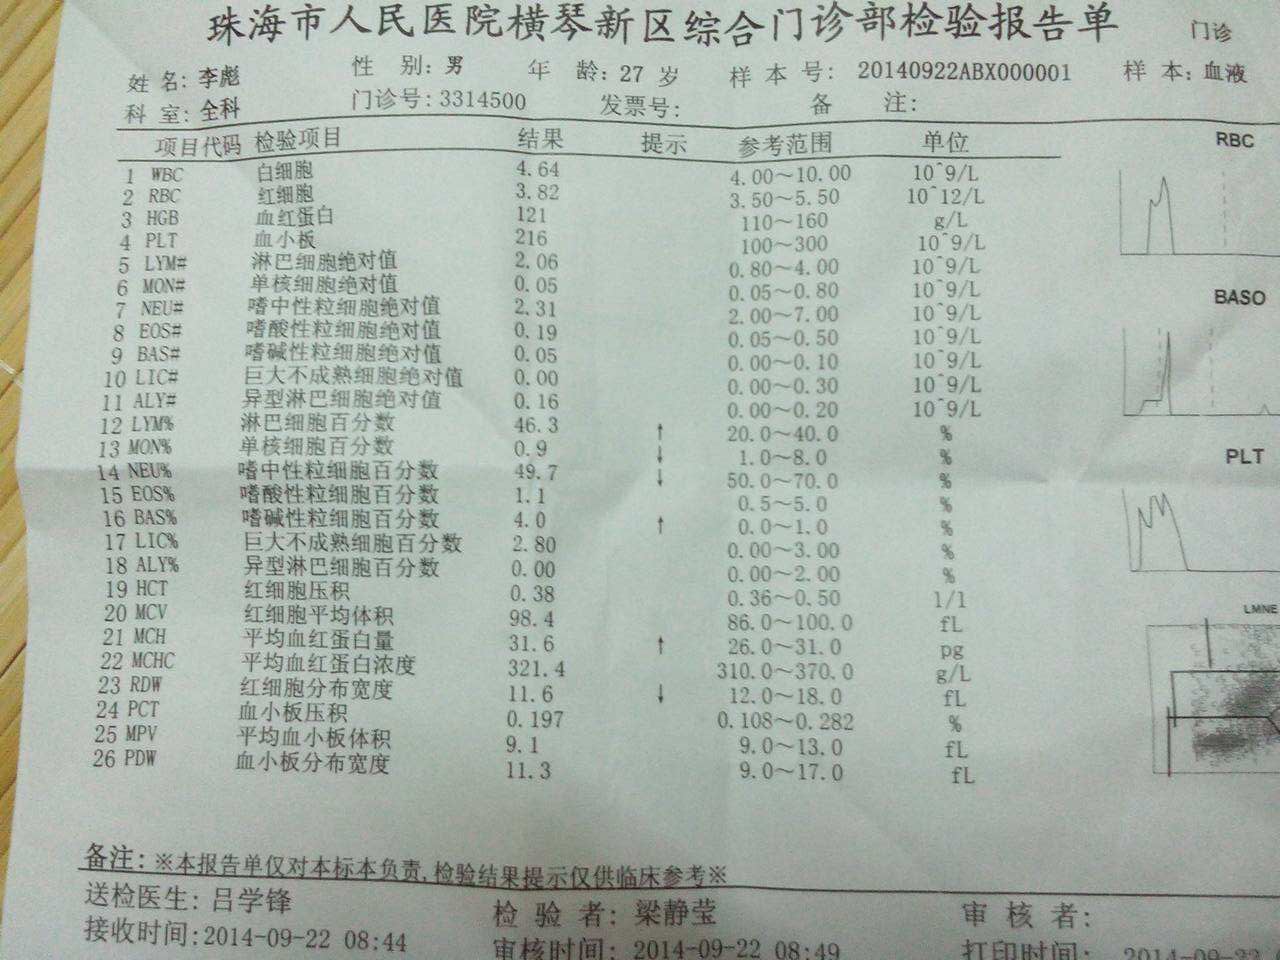 珠海市人民医院横琴新区综合门诊部检验报告单 门诊
姓 名: 李彪 性 别: 男 年 龄: 27 岁 样 本 号: 20140922ABX000001 样 本: 血液
科 室: 全科 门诊号: 3314500 发票号: 备 注:
项目代码 检验项目 结果 提示 参考范围 单位
1 WBC 白细胞 4.64 4.00~10.00 10^9/L
2 RBC 红细胞 3.82 3.50~5.50 10^12/L
3 HGB 血红蛋白 121 110~160 g/L
4 PLT 血小板 216 100~300 10^9/L
5 LYM# 淋巴细胞绝对值 2.06 0.80~4.00 10^9/L
6 MON# 单核细胞绝对值 0.05 0.05~0.80 10^9/L
7 NEU# 嗜中性粒细胞绝对值 2.31 2.00~7.00 10^9/L
8 EOS# 嗜酸性粒细胞绝对值 0.19 0.05~0.50 10^9/L
9 BAS# 嗜碱性粒细胞绝对值 0.05 0.00~0.10 10^9/L
10 LIC# 巨大不成熟细胞绝对值 0.00 0.00~0.30 10^9/L
11 ALY# 异型淋巴细胞绝对值 0.16 0.00~0.20 10^9/L
12 LYM% 淋巴细胞百分数 46.3 ↑ 20.0~40.0 %
13 MON% 单核细胞百分数 0.9 ↓ 1.0~8.0 %
14 NEU% 嗜中性粒细胞百分数 49.7 ↓ 50.0~70.0 %
15 EOS% 嗜酸性粒细胞百分数 1.1 0.5~5.0 %
16 BAS% 嗜碱性粒细胞百分数 4.0 ↑ 0.0~1.0 %
17 LIC% 巨大不成熟细胞百分数 2.80 0.00~3.00 %
18 ALY% 异型淋巴细胞百分数 0.00 0.00~2.00 %
19 HCT 红细胞压积 0.38 0.36~0.50 1/1
20 MCV 红细胞平均体积 98.4 86.0~100.0 fL
21 MCH 平均血红蛋白量 31.6 ↑ 26.0~31.0 pg
22 MCHC 平均血红蛋白浓度 321.4 310.0~370.0 g/L
23 RDW 红细胞分布宽度 11.6 ↓ 12.0~18.0 fL
24 PCT 血小板压积 0.197 0.108~0.282 %
25 MPV 平均血小板体积 9.1 9.0~13.0 fL
26 PDW 血小板分布宽度 11.3 9.0~17.0 fL
RBC
BASO
PLT
LMNE
备注: ※本报告单仅对本标本负责,检验结果提示仅供临床参考※
送检医生: 吕学锋 检 验 者: 梁静莹 审 核 者:
接收时间: 2014-09-22 08:44 审核时间: 2014-09-22 08:49 打印时间: 2014-09-22